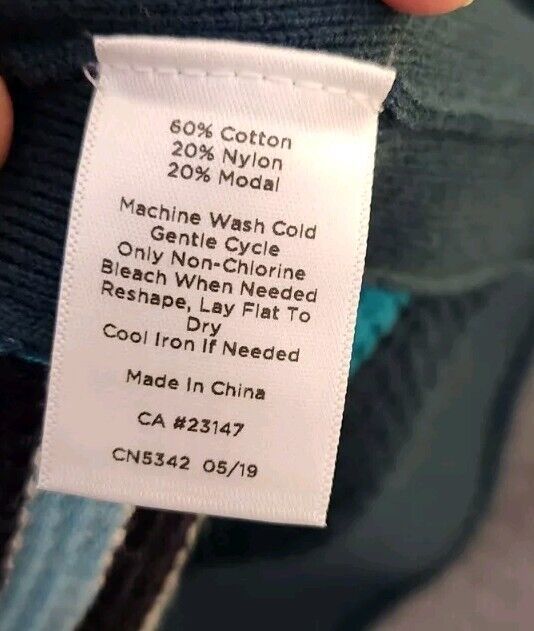 60% Cotton
20% Nylon
20% Modal
Machine Wash Cold
Gentle Cycle
Only Non-Chlorine
Bleach When Needed
Reshape, Lay Flat To
Dry
Cool Iron If Needed
Made In China
CA #23147
CN5342 05/19